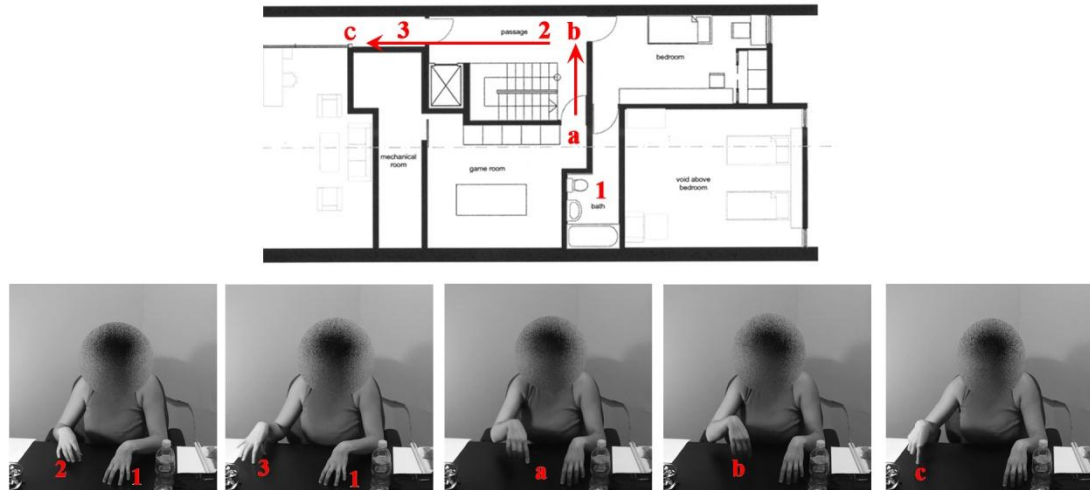 c 3 2 b
passage
bedroom
a
mechanical
room
game room
1
bath
void above
bedroom
2 1
3 1
a
b
c